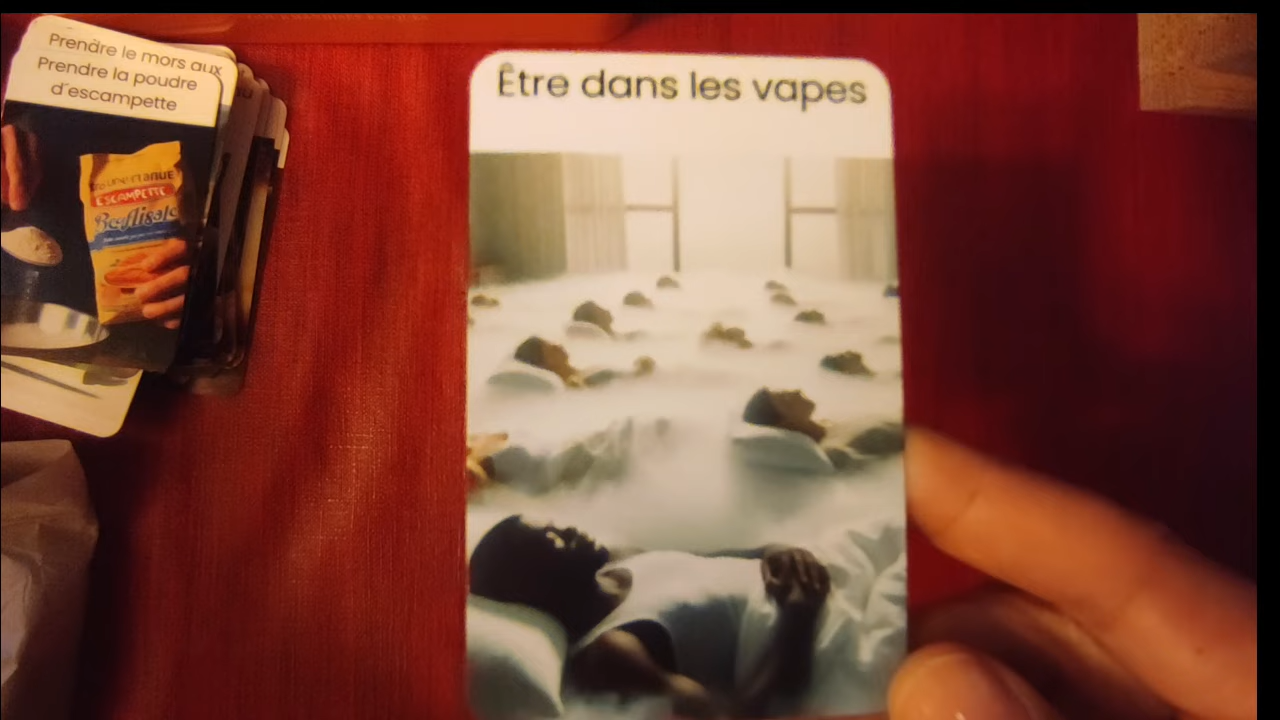 Prendre le mors aux
Prendre la poudre
d'escampette
ESCAMPETTE
Être dans les vapes